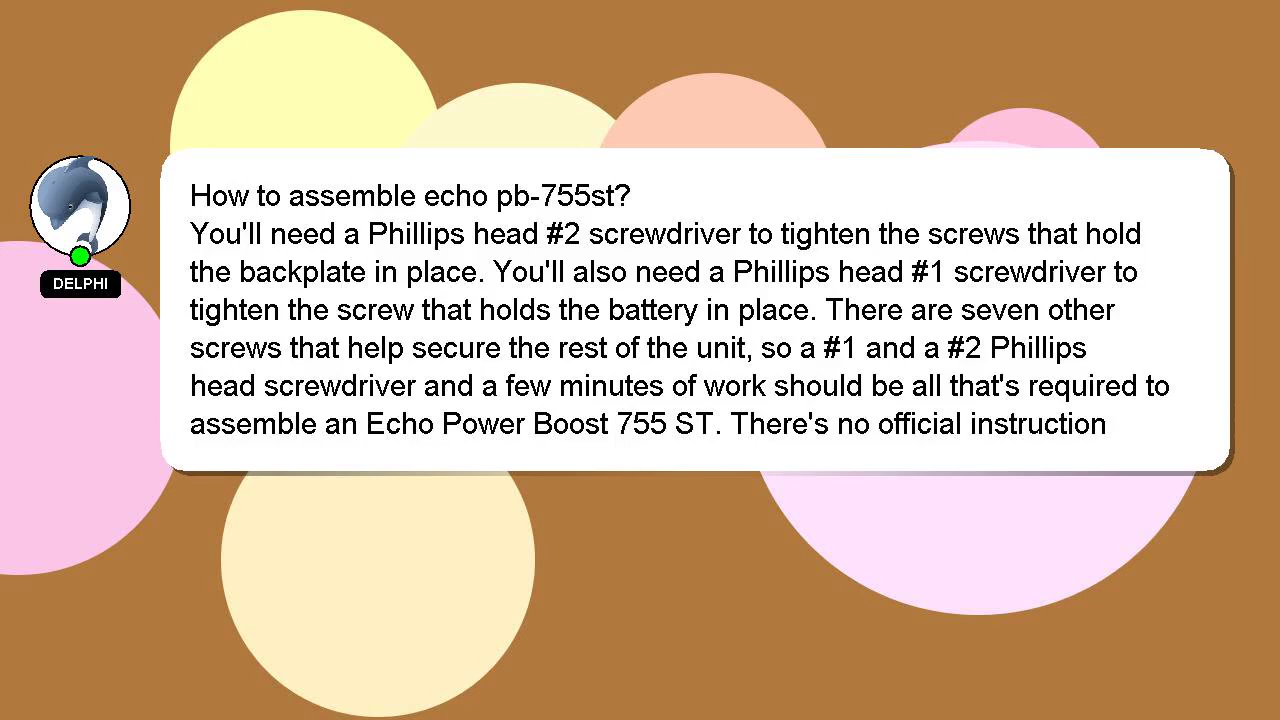 How to assemble echo pb-755st?
You'll need a Phillips head #2 screwdriver to tighten the screws that hold
the backplate in place. You'll also need a Phillips head #1 screwdriver to
tighten the screw that holds the battery in place. There are seven other
screws that help secure the rest of the unit, so a #1 and a #2 Phillips
head screwdriver and a few minutes of work should be all that's required to
assemble an Echo Power Boost 755 ST. There's no official instruction
DELPHI